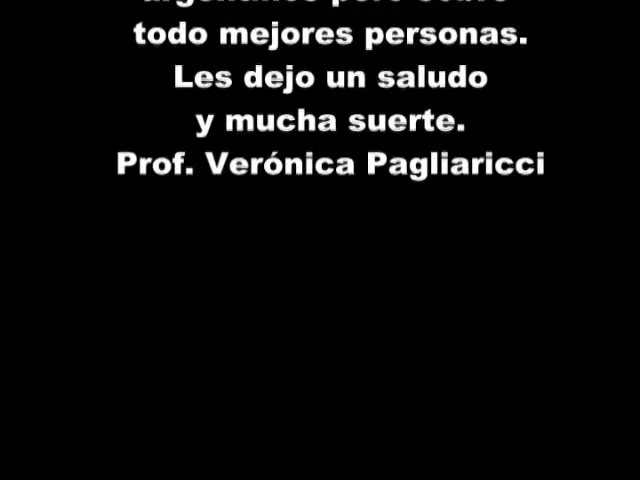 todo mejores personas.
Les dejo un saludo
y mucha suerte.
Prof. Verónica Pagliaricci